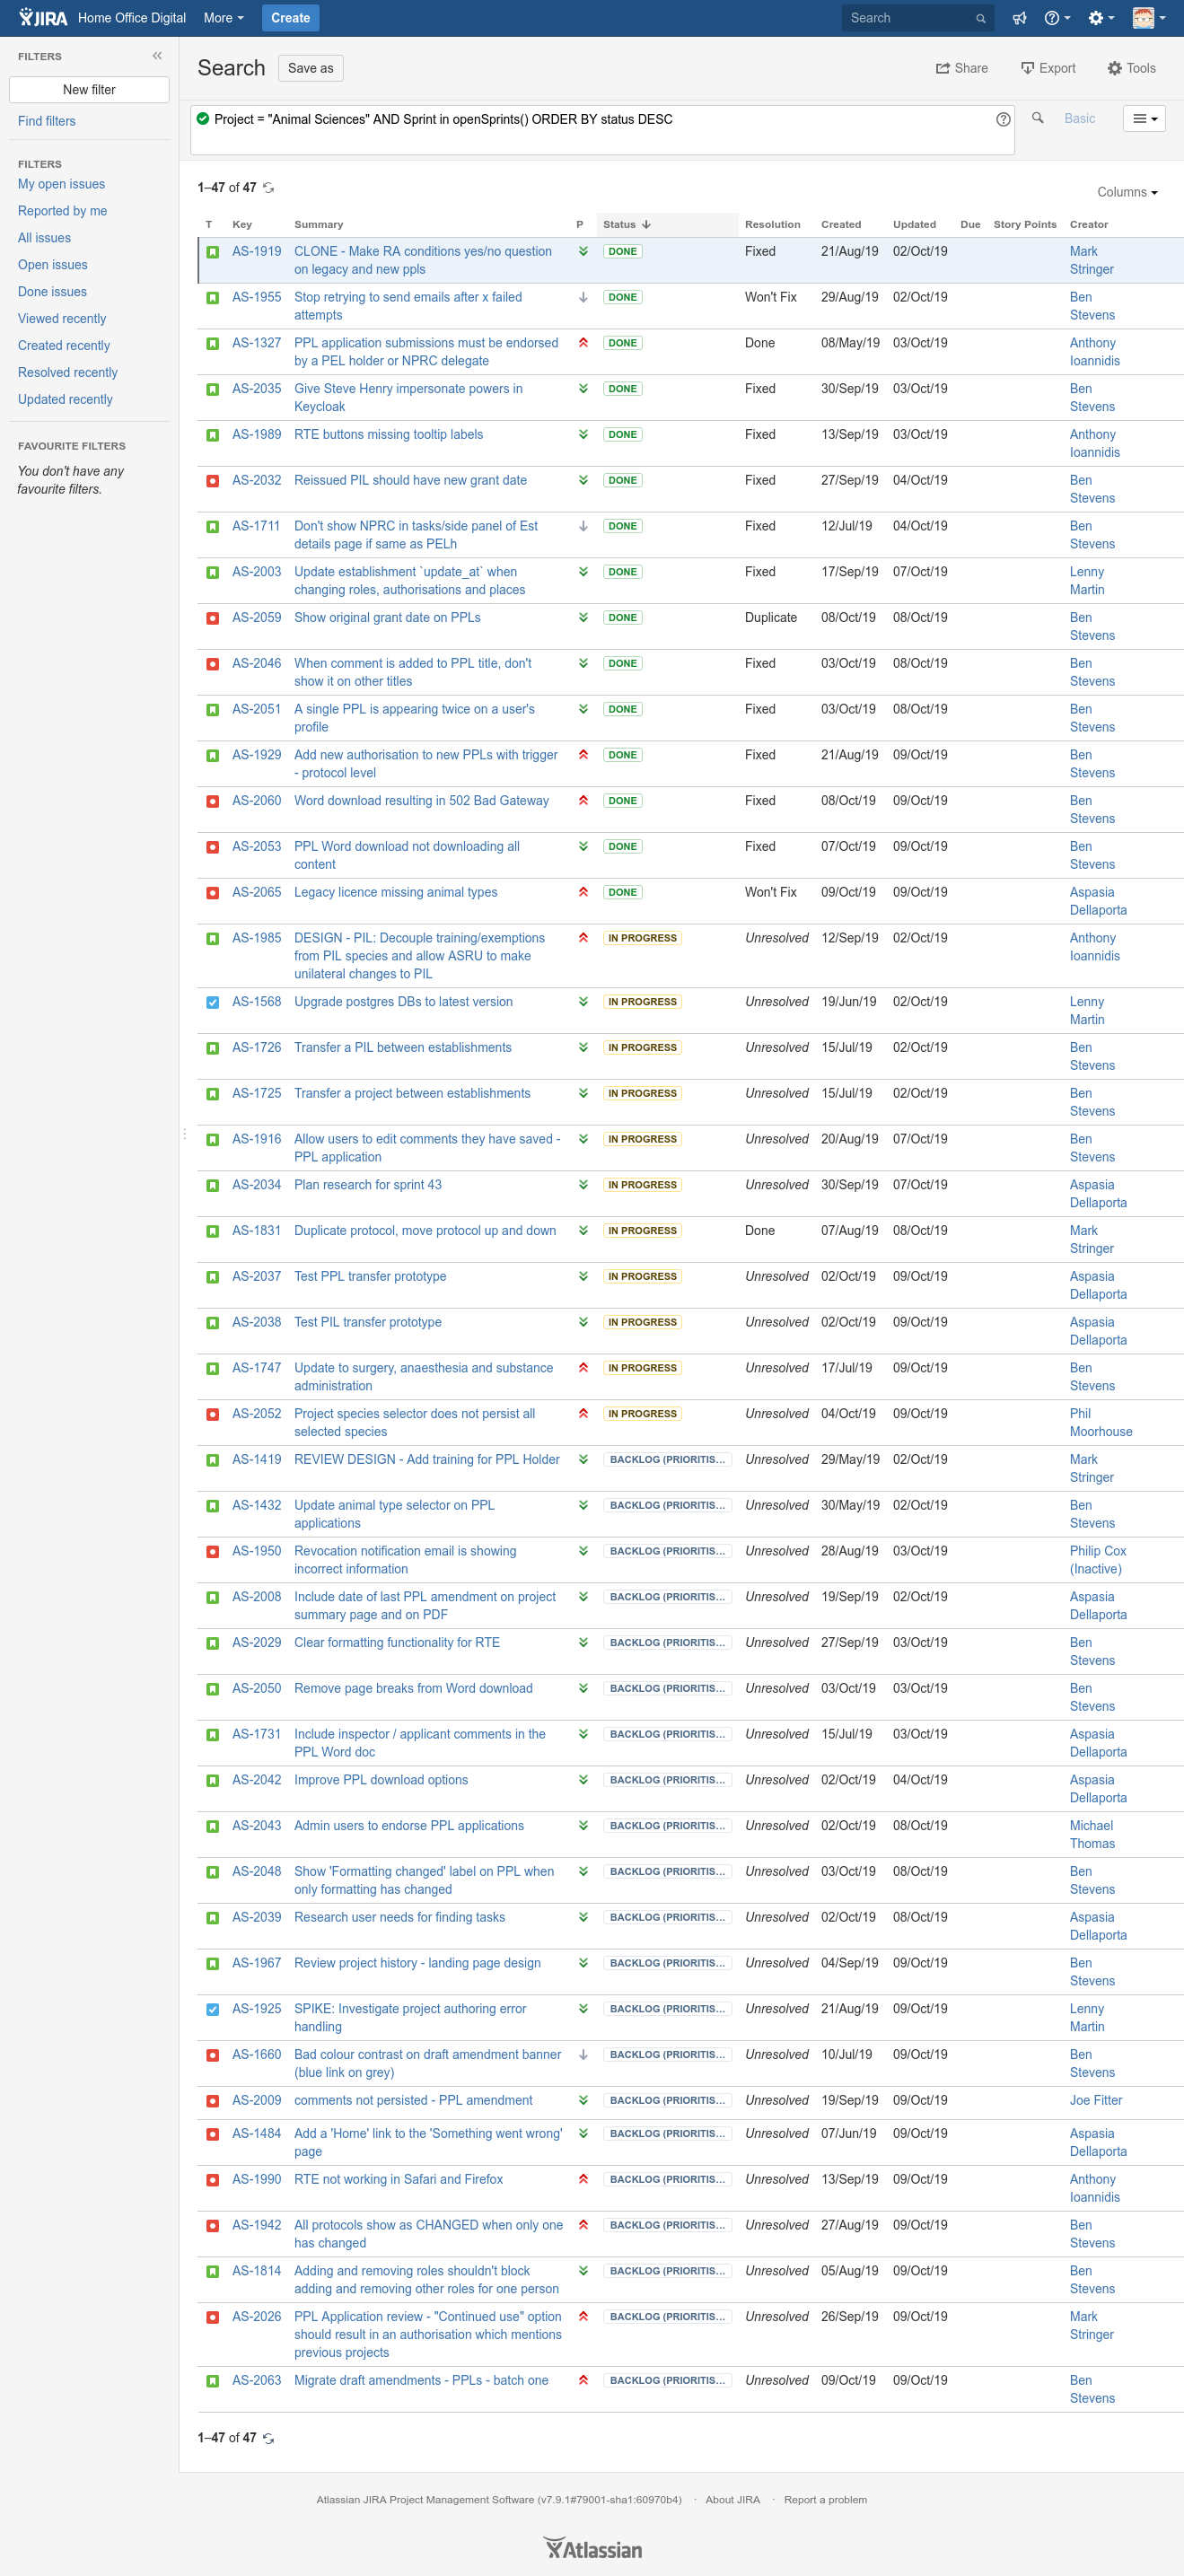 JIRA Home Office Digital More Create Search
FILTERS
New filter
Find filters
FILTERS
My open issues
Reported by me
All issues
Open issues
Done issues
Viewed recently
Created recently
Resolved recently
Updated recently
FAVOURITE FILTERS
You don't have any
favourite filters.
Search Save as Share Export Tools
Project = "Animal Sciences" AND Sprint in openSprints() ORDER BY status DESC
Basic
1–47 of 47
Columns
T Key Summary P Status Resolution Created Updated Due Story Points Creator
AS-1919 CLONE - Make RA conditions yes/no question DONE Fixed 21/Aug/19 02/Oct/19 Mark
on legacy and new ppls Stringer
AS-1955 Stop retrying to send emails after x failed DONE Won't Fix 29/Aug/19 02/Oct/19 Ben
attempts Stevens
AS-1327 PPL application submissions must be endorsed DONE Done 08/May/19 03/Oct/19 Anthony
by a PEL holder or NPRC delegate Ioannidis
AS-2035 Give Steve Henry impersonate powers in DONE Fixed 30/Sep/19 03/Oct/19 Ben
Keycloak Stevens
AS-1989 RTE buttons missing tooltip labels DONE Fixed 13/Sep/19 03/Oct/19 Anthony
Ioannidis
AS-2032 Reissued PIL should have new grant date DONE Fixed 27/Sep/19 04/Oct/19 Ben
Stevens
AS-1711 Don't show NPRC in tasks/side panel of Est DONE Fixed 12/Jul/19 04/Oct/19 Ben
details page if same as PELh Stevens
AS-2003 Update establishment `update_at` when DONE Fixed 17/Sep/19 07/Oct/19 Lenny
changing roles, authorisations and places Martin
AS-2059 Show original grant date on PPLs DONE Duplicate 08/Oct/19 08/Oct/19 Ben
Stevens
AS-2046 When comment is added to PPL title, don't DONE Fixed 03/Oct/19 08/Oct/19 Ben
show it on other titles Stevens
AS-2051 A single PPL is appearing twice on a user's DONE Fixed 03/Oct/19 08/Oct/19 Ben
profile Stevens
AS-1929 Add new authorisation to new PPLs with trigger DONE Fixed 21/Aug/19 09/Oct/19 Ben
- protocol level Stevens
AS-2060 Word download resulting in 502 Bad Gateway DONE Fixed 08/Oct/19 09/Oct/19 Ben
Stevens
AS-2053 PPL Word download not downloading all DONE Fixed 07/Oct/19 09/Oct/19 Ben
content Stevens
AS-2065 Legacy licence missing animal types DONE Won't Fix 09/Oct/19 09/Oct/19 Aspasia
Dellaporta
AS-1985 DESIGN - PIL: Decouple training/exemptions IN PROGRESS Unresolved 12/Sep/19 02/Oct/19 Anthony
from PIL species and allow ASRU to make Ioannidis
unilateral changes to PIL
AS-1568 Upgrade postgres DBs to latest version IN PROGRESS Unresolved 19/Jun/19 02/Oct/19 Lenny
Martin
AS-1726 Transfer a PIL between establishments IN PROGRESS Unresolved 15/Jul/19 02/Oct/19 Ben
Stevens
AS-1725 Transfer a project between establishments IN PROGRESS Unresolved 15/Jul/19 02/Oct/19 Ben
Stevens
AS-1916 Allow users to edit comments they have saved - IN PROGRESS Unresolved 20/Aug/19 07/Oct/19 Ben
PPL application Stevens
AS-2034 Plan research for sprint 43 IN PROGRESS Unresolved 30/Sep/19 07/Oct/19 Aspasia
Dellaporta
AS-1831 Duplicate protocol, move protocol up and down IN PROGRESS Done 07/Aug/19 08/Oct/19 Mark
Stringer
AS-2037 Test PPL transfer prototype IN PROGRESS Unresolved 02/Oct/19 09/Oct/19 Aspasia
Dellaporta
AS-2038 Test PIL transfer prototype IN PROGRESS Unresolved 02/Oct/19 09/Oct/19 Aspasia
Dellaporta
AS-1747 Update to surgery, anaesthesia and substance IN PROGRESS Unresolved 17/Jul/19 09/Oct/19 Ben
administration Stevens
AS-2052 Project species selector does not persist all IN PROGRESS Unresolved 04/Oct/19 09/Oct/19 Phil
selected species Moorhouse
AS-1419 REVIEW DESIGN - Add training for PPL Holder BACKLOG (PRIORITIS... Unresolved 29/May/19 02/Oct/19 Mark
Stringer
AS-1432 Update animal type selector on PPL BACKLOG (PRIORITIS... Unresolved 30/May/19 02/Oct/19 Ben
applications Stevens
AS-1950 Revocation notification email is showing BACKLOG (PRIORITIS... Unresolved 28/Aug/19 03/Oct/19 Philip Cox
incorrect information (Inactive)
AS-2008 Include date of last PPL amendment on project BACKLOG (PRIORITIS... Unresolved 19/Sep/19 02/Oct/19 Aspasia
summary page and on PDF Dellaporta
AS-2029 Clear formatting functionality for RTE BACKLOG (PRIORITIS... Unresolved 27/Sep/19 03/Oct/19 Ben
Stevens
AS-2050 Remove page breaks from Word download BACKLOG (PRIORITIS... Unresolved 03/Oct/19 03/Oct/19 Ben
Stevens
AS-1731 Include inspector / applicant comments in the BACKLOG (PRIORITIS... Unresolved 15/Jul/19 03/Oct/19 Aspasia
PPL Word doc Dellaporta
AS-2042 Improve PPL download options BACKLOG (PRIORITIS... Unresolved 02/Oct/19 04/Oct/19 Aspasia
Dellaporta
AS-2043 Admin users to endorse PPL applications BACKLOG (PRIORITIS... Unresolved 02/Oct/19 08/Oct/19 Michael
Thomas
AS-2048 Show 'Formatting changed' label on PPL when BACKLOG (PRIORITIS... Unresolved 03/Oct/19 08/Oct/19 Ben
only formatting has changed Stevens
AS-2039 Research user needs for finding tasks BACKLOG (PRIORITIS... Unresolved 02/Oct/19 08/Oct/19 Aspasia
Dellaporta
AS-1967 Review project history - landing page design BACKLOG (PRIORITIS... Unresolved 04/Sep/19 09/Oct/19 Ben
Stevens
AS-1925 SPIKE: Investigate project authoring error BACKLOG (PRIORITIS... Unresolved 21/Aug/19 09/Oct/19 Lenny
handling Martin
AS-1660 Bad colour contrast on draft amendment banner BACKLOG (PRIORITIS... Unresolved 10/Jul/19 09/Oct/19 Ben
(blue link on grey) Stevens
AS-2009 comments not persisted - PPL amendment BACKLOG (PRIORITIS... Unresolved 19/Sep/19 09/Oct/19 Joe Fitter
AS-1484 Add a 'Home' link to the 'Something went wrong' BACKLOG (PRIORITIS... Unresolved 07/Jun/19 09/Oct/19 Aspasia
page Dellaporta
AS-1990 RTE not working in Safari and Firefox BACKLOG (PRIORITIS... Unresolved 13/Sep/19 09/Oct/19 Anthony
Ioannidis
AS-1942 All protocols show as CHANGED when only one BACKLOG (PRIORITIS... Unresolved 27/Aug/19 09/Oct/19 Ben
has changed Stevens
AS-1814 Adding and removing roles shouldn't block BACKLOG (PRIORITIS... Unresolved 05/Aug/19 09/Oct/19 Ben
adding and removing other roles for one person Stevens
AS-2026 PPL Application review - "Continued use" option BACKLOG (PRIORITIS... Unresolved 26/Sep/19 09/Oct/19 Mark
should result in an authorisation which mentions Stringer
previous projects
AS-2063 Migrate draft amendments - PPLs - batch one BACKLOG (PRIORITIS... Unresolved 09/Oct/19 09/Oct/19 Ben
Stevens
1–47 of 47
Atlassian JIRA Project Management Software (v7.9.1#79001-sha1:60970b4) · About JIRA · Report a problem
Atlassian